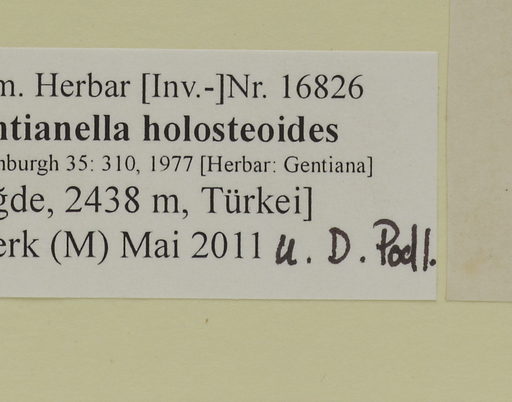 m. Herbar [Inv.-]Nr. 16826
ntianella holosteoides
nburgh 35: 310, 1977 [Herbar: Gentiana]
ğde, 2438 m, Türkei]
erk (M) Mai 2011 u. D. Podl.